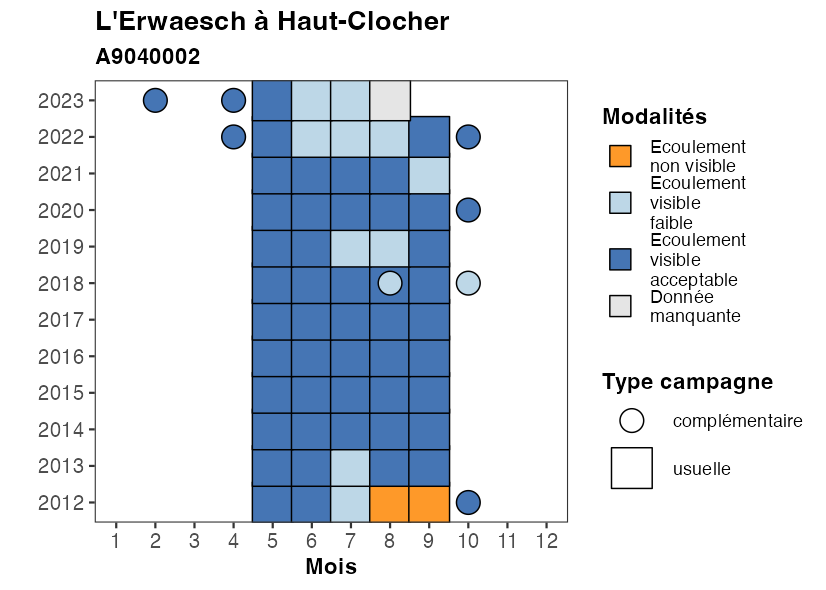 L'Erwaesch à Haut-Clocher
A9040002
2023
2022
2021
2020
2019
2018
2017
2016
2015
2014
2013
2012
1 2 3 4 5 6 7 8 9 10 11 12
Mois
Modalités
Ecoulement
non visible
Ecoulement
visible
faible
Ecoulement
visible
acceptable
Donnée
manquante
Type campagne
complémentaire
usuelle